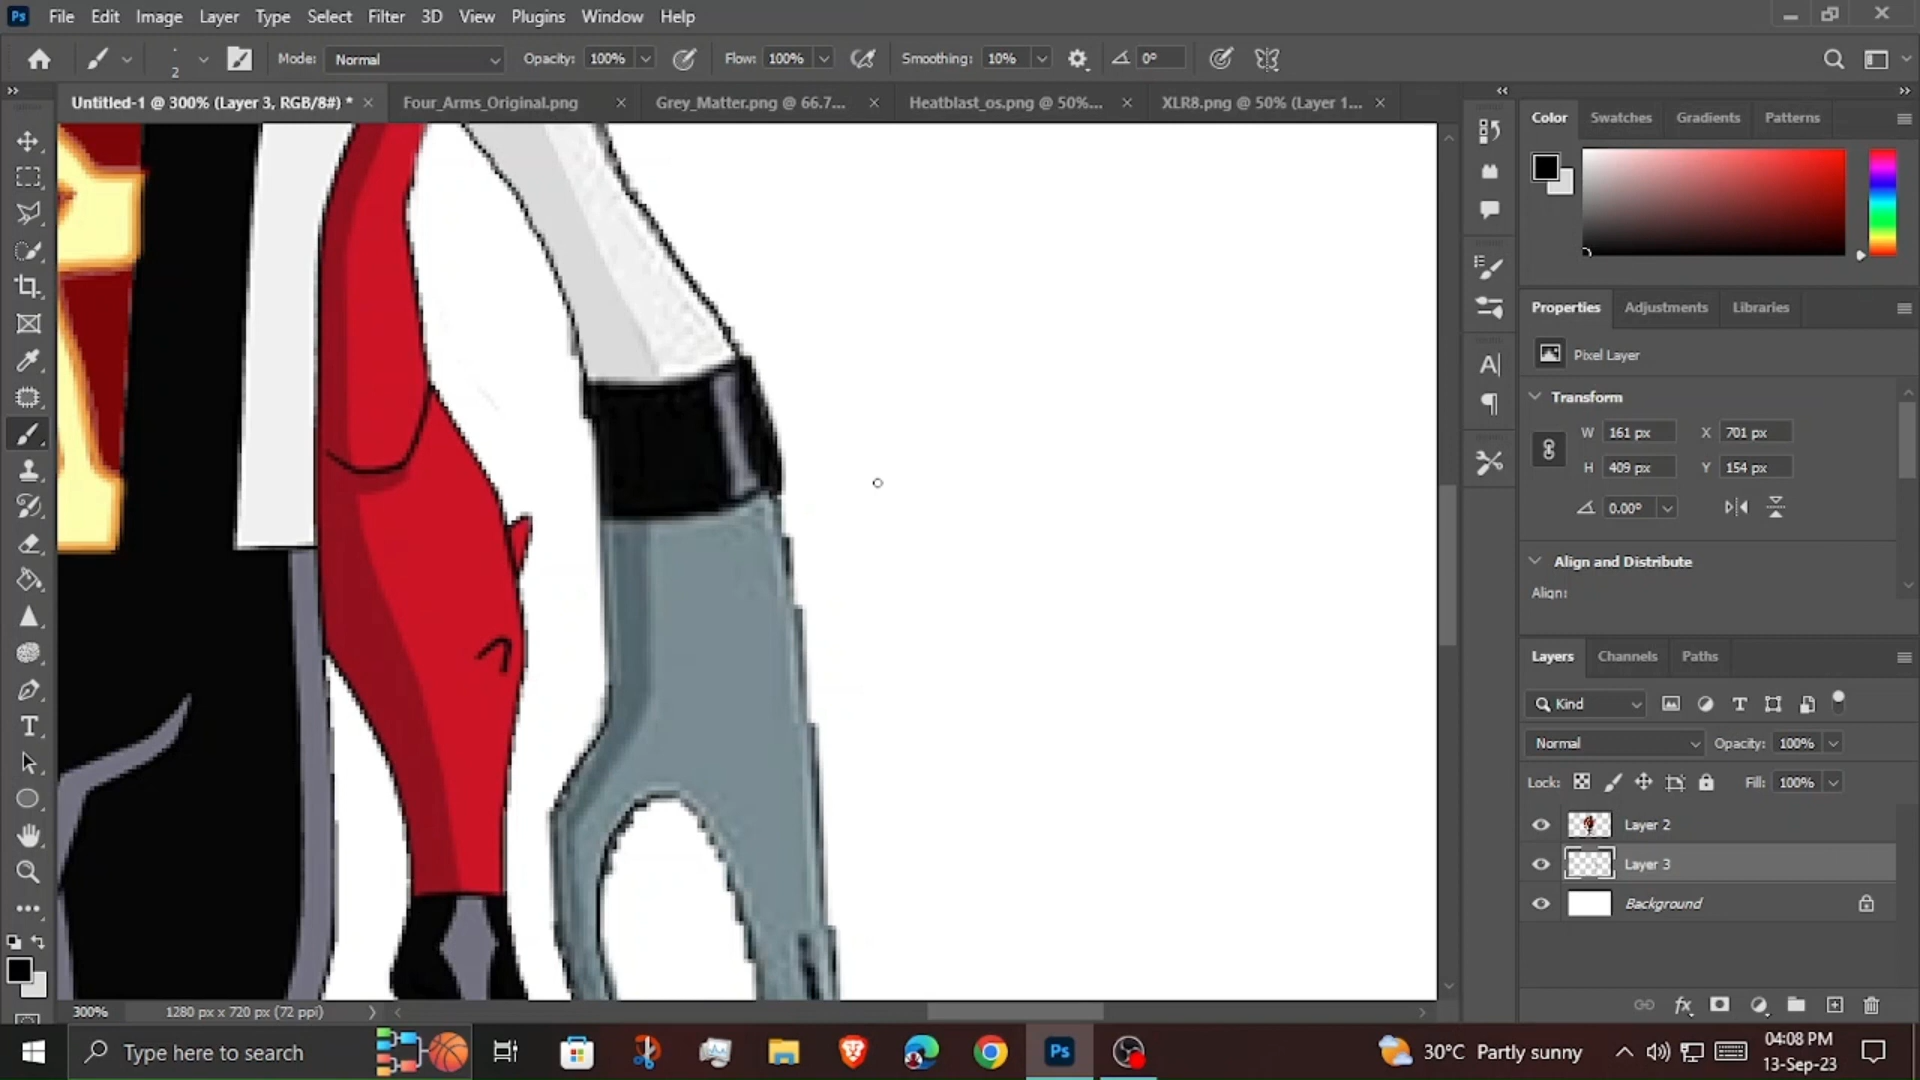 Ps File Edit Image Layer Type Select Filter 3D View Plugins Window Help
2 Mode: Normal Opacity: 100% Flow: 100% Smoothing: 10% 0°
Untitled-1 @ 300% (Layer 3, RGB/8#) * Four_Arms_Original.png Grey_Matter.png @ 66.7... Heatblast_os.png @ 50%... XLR8.png @ 50% (Layer 1...
Color Swatches Gradients Patterns
Properties Adjustments Libraries
Pixel Layer
Transform
W 161 px X 701 px
H 409 px Y 154 px
0.00°
Align and Distribute
Align:
Layers Channels Paths
Kind
Normal Opacity: 100%
Lock: Fill: 100%
Layer 2
Layer 3
Background
300% 1280 px x 720 px (72 ppi)
Type here to search
Ps
30°C Partly sunny
04:08 PM
13-Sep-23